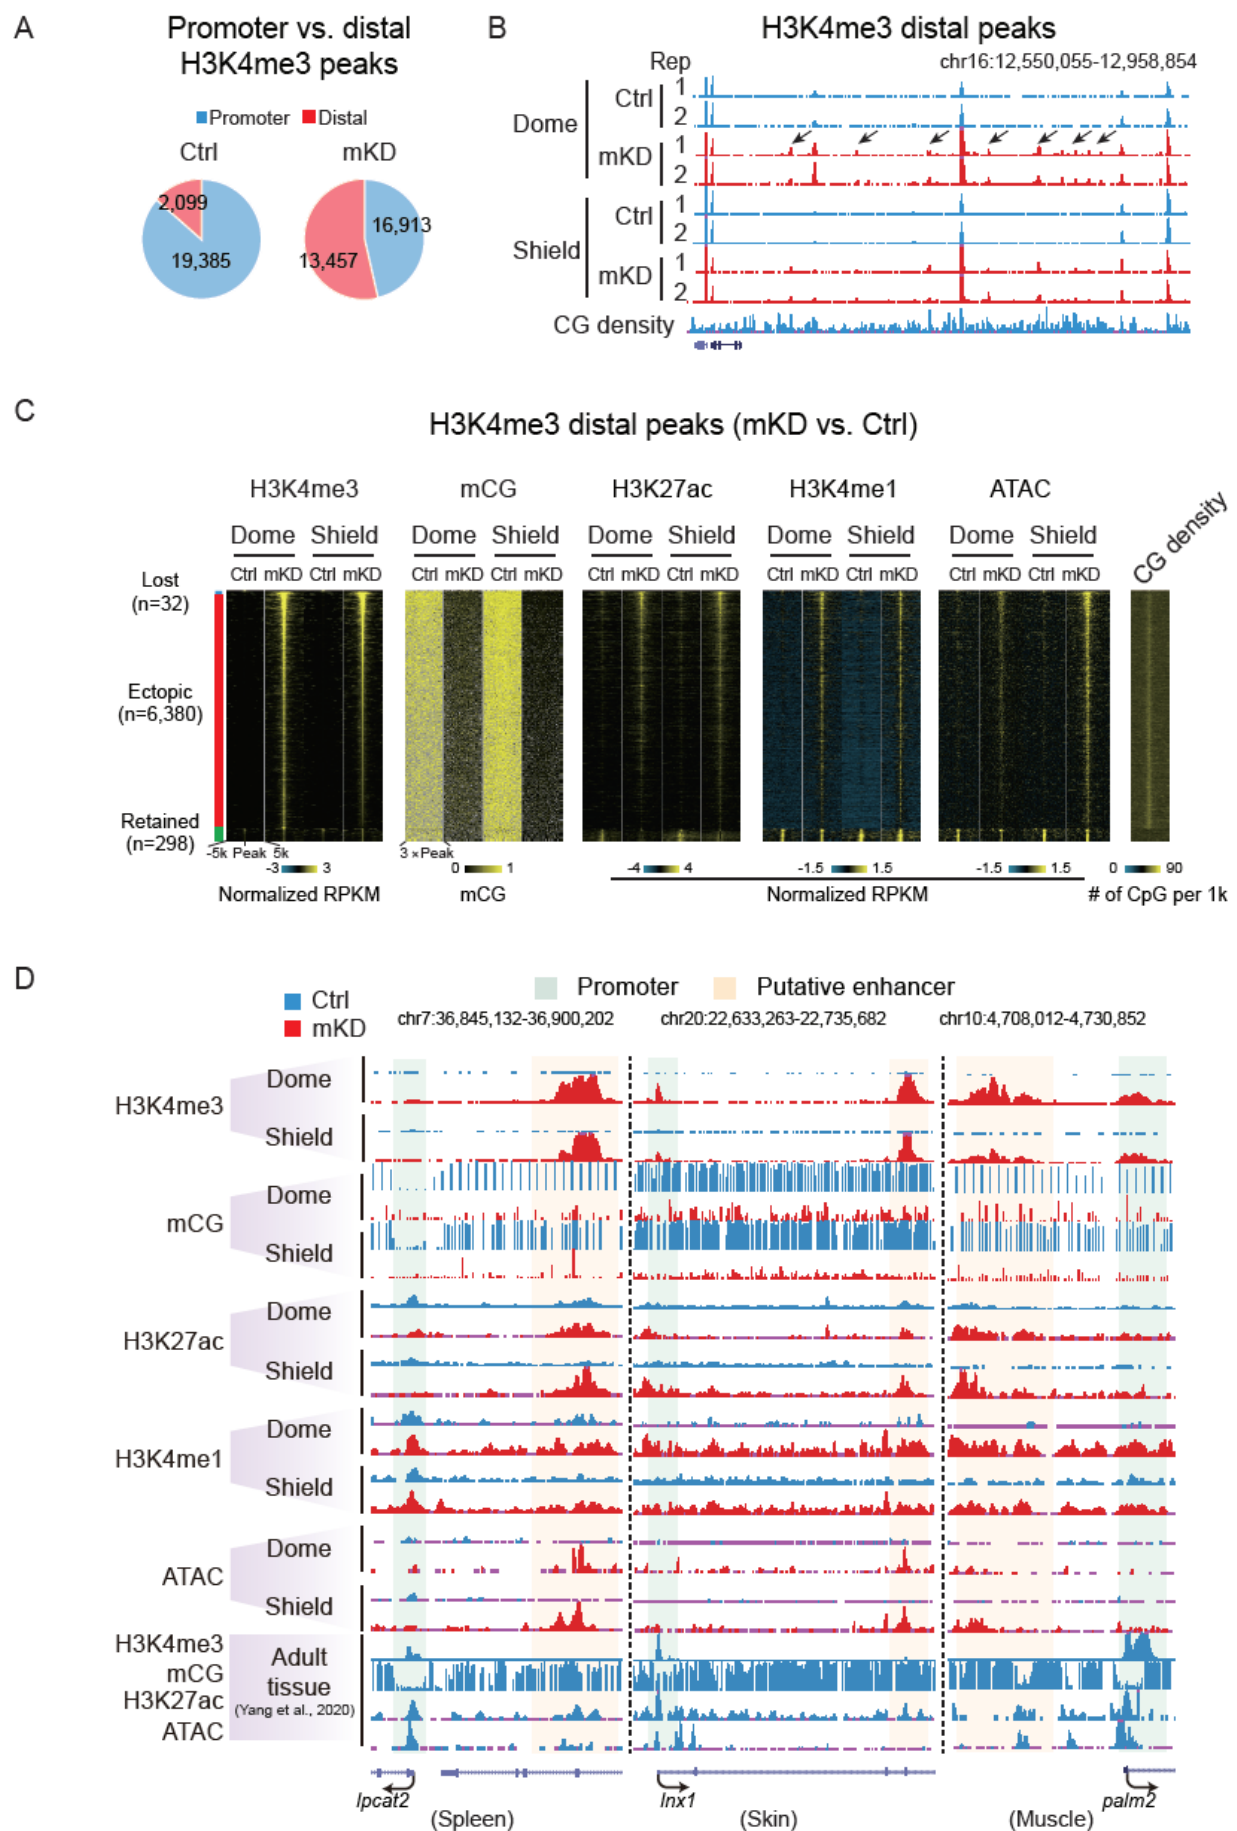 A
Promoter vs. distal
H3K4me3 peaks
Promoter Distal
Ctrl mKD
2,099
19,385
16,913
13,457
B
H3K4me3 distal peaks
Rep chr16:12,550,055-12,958,854
Dome
Ctrl 1
2
mKD 1
2
Shield
Ctrl 1
2
mKD 1
2
CG density
C
H3K4me3 distal peaks (mKD vs. Ctrl)
H3K4me3 mCG H3K27ac H3K4me1 ATAC CG density
Dome Shield Dome Shield Dome Shield Dome Shield Dome Shield
Ctrl mKD Ctrl mKD Ctrl mKD Ctrl mKD Ctrl mKD Ctrl mKD Ctrl mKD Ctrl mKD Ctrl mKD Ctrl mKD
Lost
(n=32)
Ectopic
(n=6,380)
Retained
(n=298)
-5k Peak 5k 3 ×Peak
-3 3 0 1 -4 4 -1.5 1.5 -1.5 1.5 0 90
Normalized RPKM mCG Normalized RPKM # of CpG per 1k
D
Ctrl
mKD
Promoter Putative enhancer
chr7:36,845,132-36,900,202 chr20:22,633,263-22,735,682 chr10:4,708,012-4,730,852
H3K4me3
Dome
Shield
mCG
Dome
Shield
H3K27ac
Dome
Shield
H3K4me1
Dome
Shield
ATAC
Dome
Shield
H3K4me3
mCG
H3K27ac
ATAC
Adult
tissue
(Yang et al., 2020)
lpcat2 lnx1 palm2
(Spleen) (Skin) (Muscle)